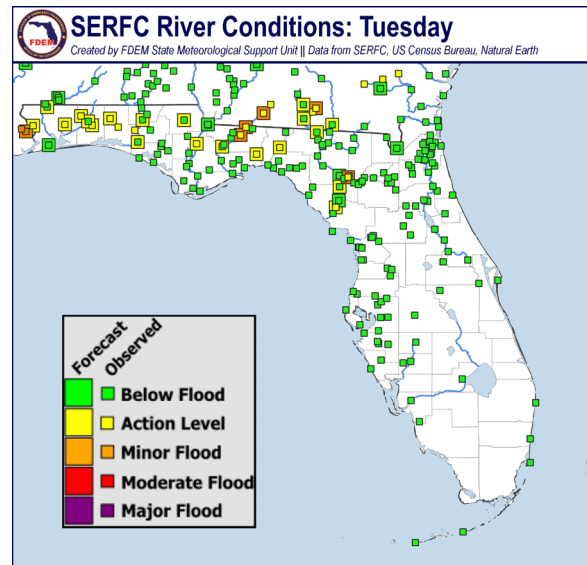 SERFC River Conditions: Tuesday
Created by FDEM State Meteorological Support Unit || Data from SERFC, US Census Bureau, Natural Earth
FDEM
Forecast
Observed
Below Flood
Action Level
Minor Flood
Moderate Flood
Major Flood